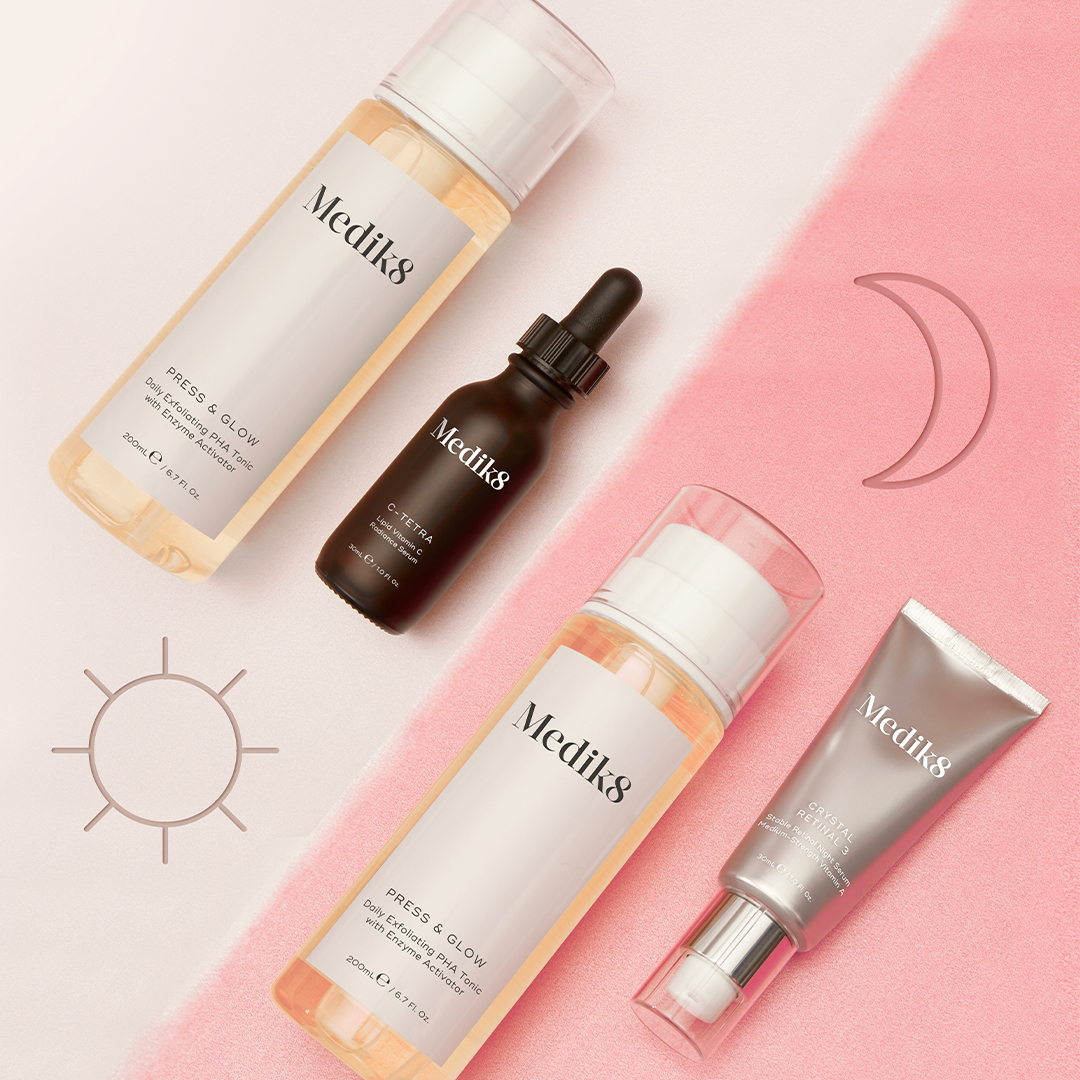 Medik8
PRESS & GLOW
Daily Exfoliating PHA Tonic
with Enzyme Activator
200mL ℮ / 6.7 Fl. Oz.
Medik8
C-TETRA
Lipid Vitamin C
Radiance Serum
30mL ℮ / 1.0 Fl. Oz.
Medik8
PRESS & GLOW
Daily Exfoliating PHA Tonic
with Enzyme Activator
200mL ℮ / 6.7 Fl. Oz.
Medik8
CRYSTAL
RETINAL 3
Stable Retinal Night Serum
Medium-Strength Vitamin A
30mL ℮ / 1.0 Fl. Oz.